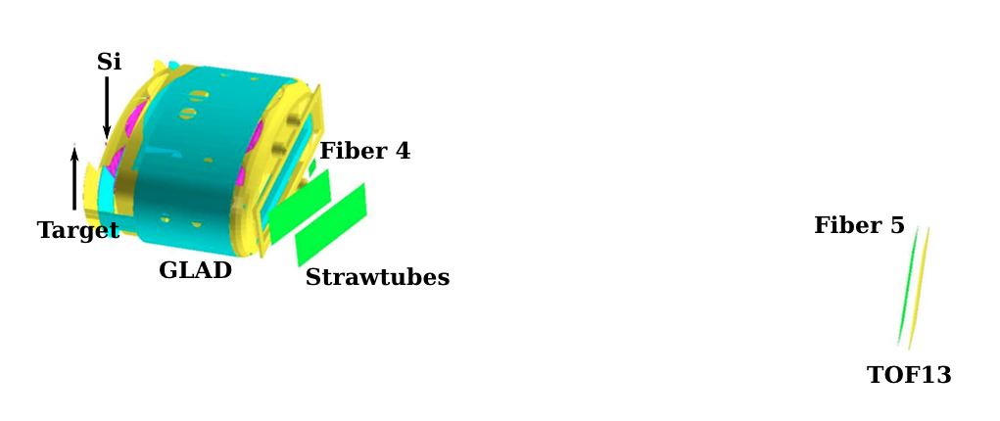 Si
Fiber 4
Target
GLAD
Strawtubes
Fiber 5
TOF13